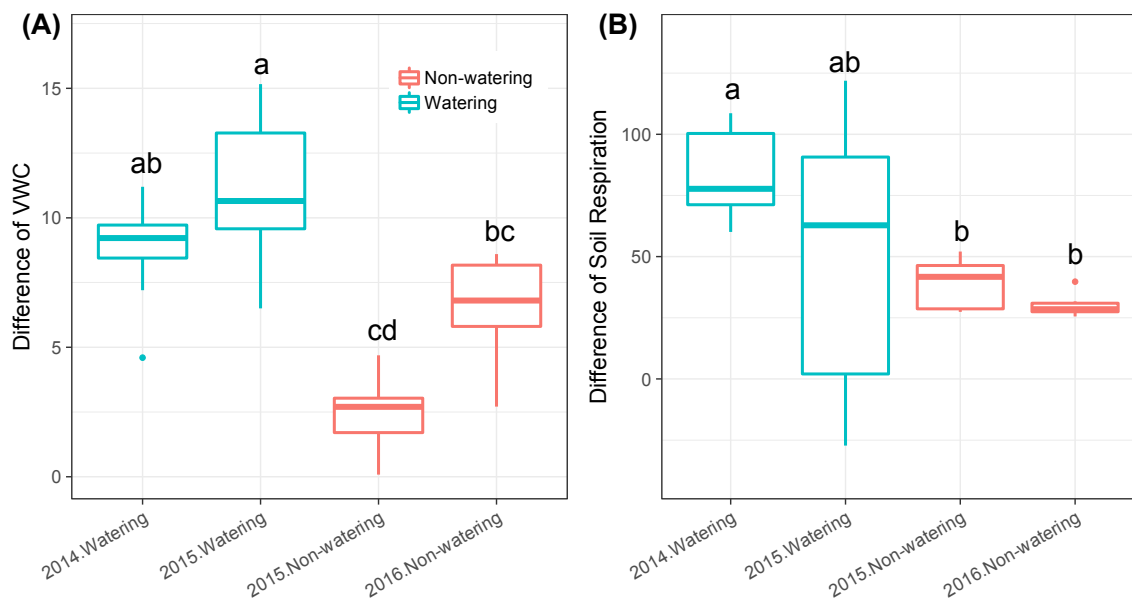 (A)
Difference of VWC
15
10
5
0
ab
a
cd
bc
Non-watering
Watering
2014.Watering
2015.Watering
2015.Non-watering
2016.Non-watering
(B)
Difference of Soil Respiration
100
50
0
a
ab
b
b
2014.Watering
2015.Watering
2015.Non-watering
2016.Non-watering